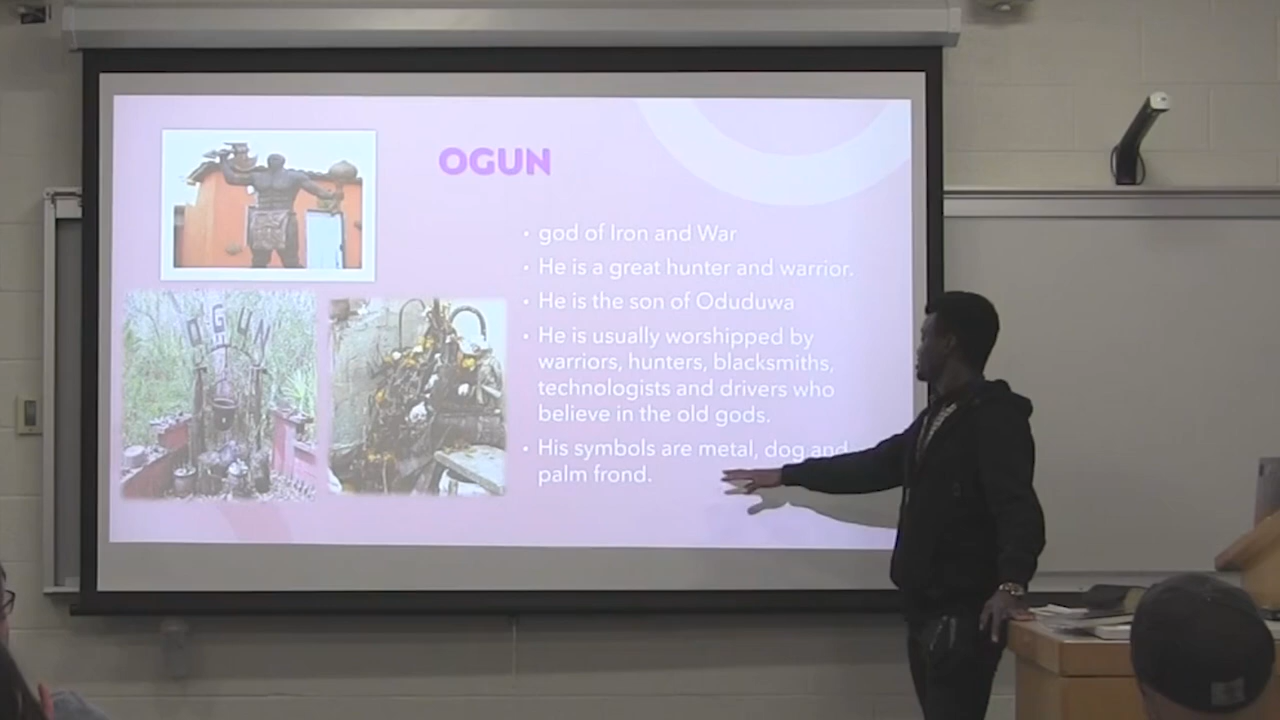 OGUN
• god of Iron and War
• He is a great hunter and warrior.
• He is the son of Oduduwa
• He is usually worshipped by
warriors, hunters, blacksmiths,
technologists and drivers who
believe in the old gods.
• His symbols are metal, dog and
palm frond.
OGUN